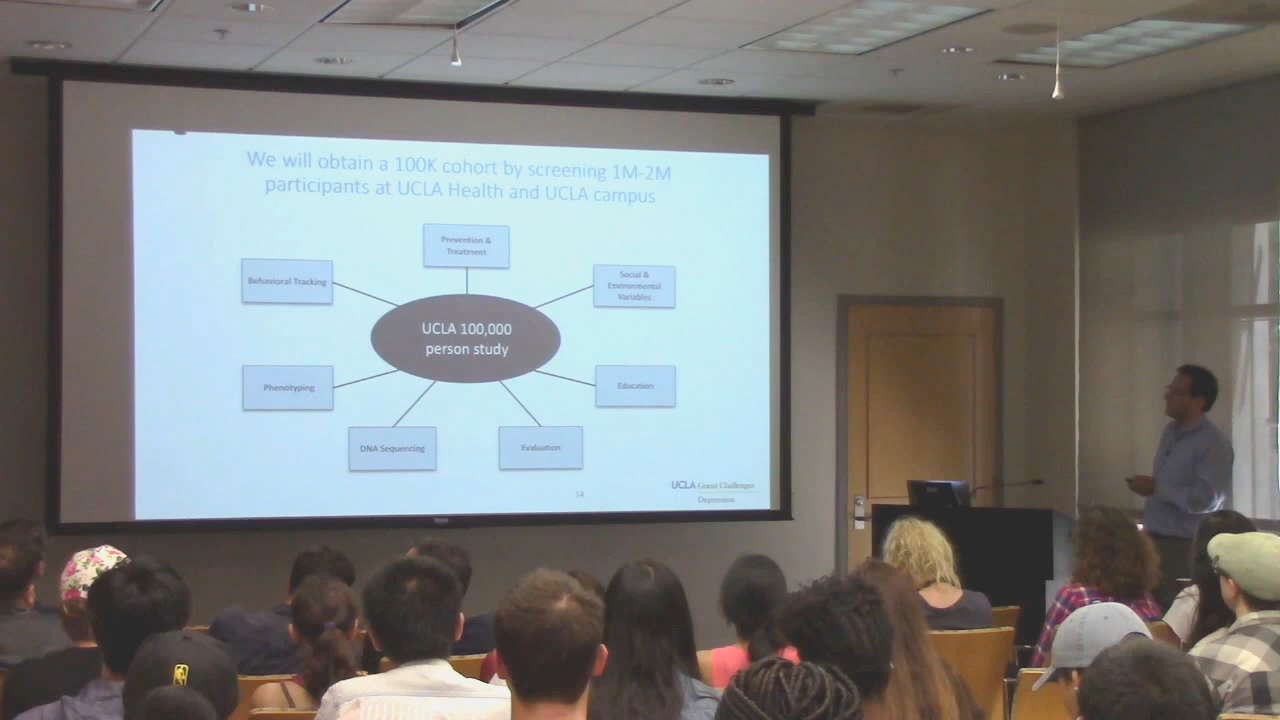 We will obtain a 100K cohort by screening 1M-2M
participants at UCLA Health and UCLA campus
Prevention &
Treatment
Behavioral Tracking
Social &
Environmental
Variables
UCLA 100,000
person study
Phenotyping
Education
DNA Sequencing
Evaluation
14
UCLA Grand Challenges
Depression